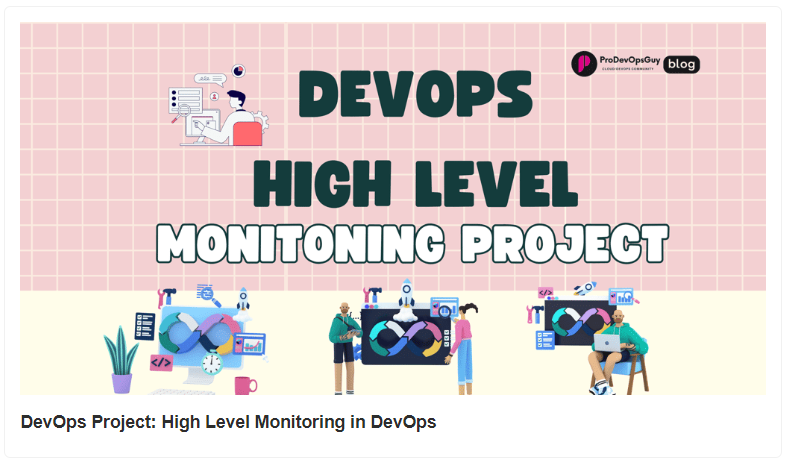 ProDevOpsGuy blog
CLOUD DEVOPS COMMUNITY
DEVOPS
HIGH LEVEL
MONITONING PROJECT
</>
</>
</>
DevOps Project: High Level Monitoring in DevOps